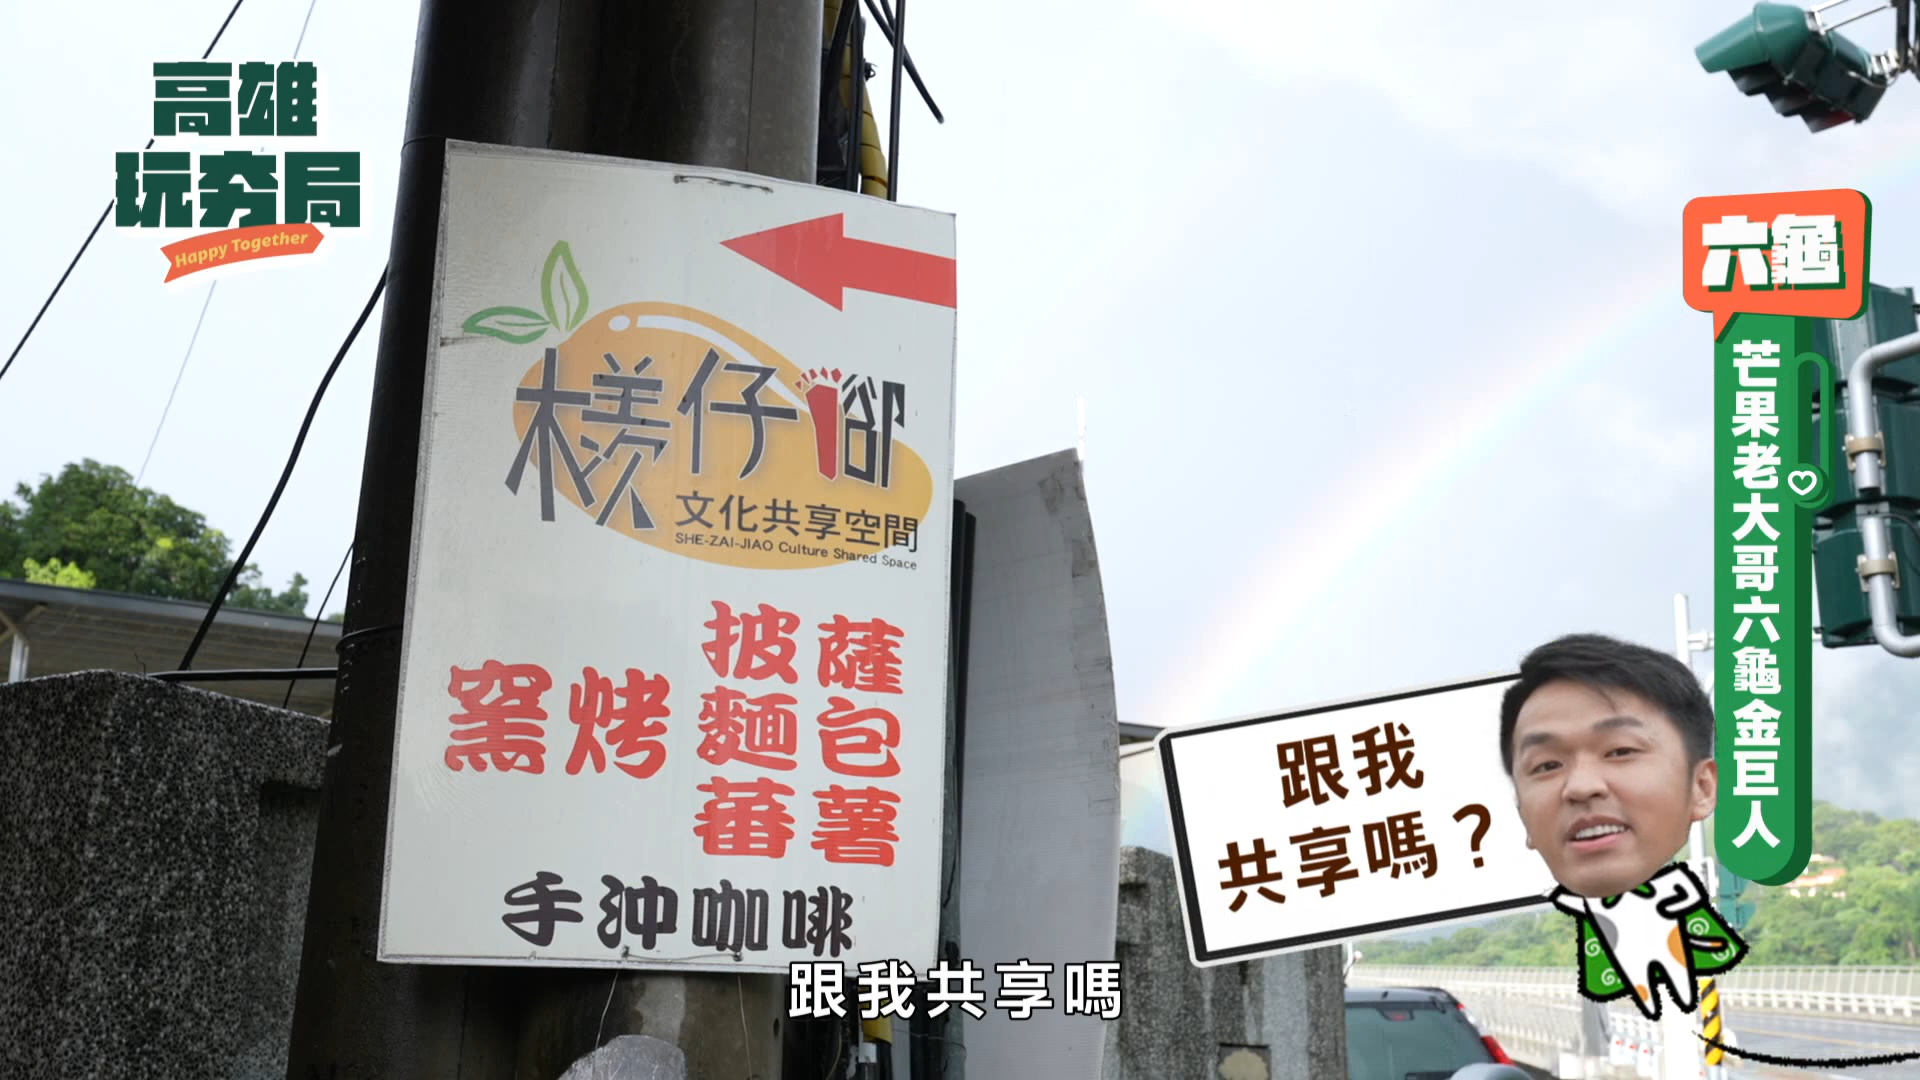 高雄
玩夯局
Happy Together
六龜
芒果老大哥六龜金巨人
檨仔腳
文化共享空間
SHE-ZAI-JIAO Culture Shared Space
窯烤
披薩
麵包
蕃薯
手沖咖啡
跟我
共享嗎？
跟我共享嗎